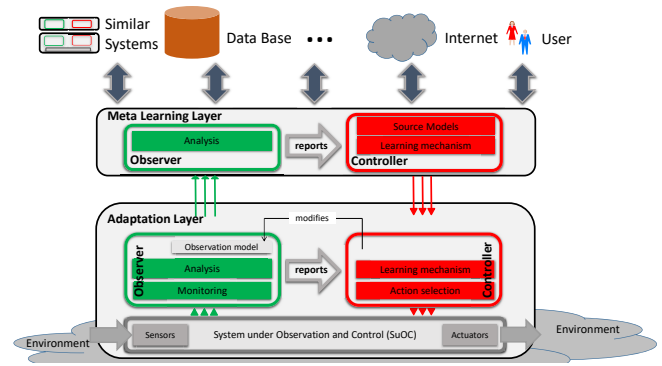 Similar
Systems
Data Base
...
Internet
User
Meta Learning Layer
Analysis
Observer
reports
Source Models
Learning mechanism
Controller
Adaptation Layer
modifies
Observer
Observation model
Analysis
Monitoring
reports
Learning mechanism
Action selection
Controller
Environment
Sensors
System under Observation and Control (SuOC)
Actuators
Environment